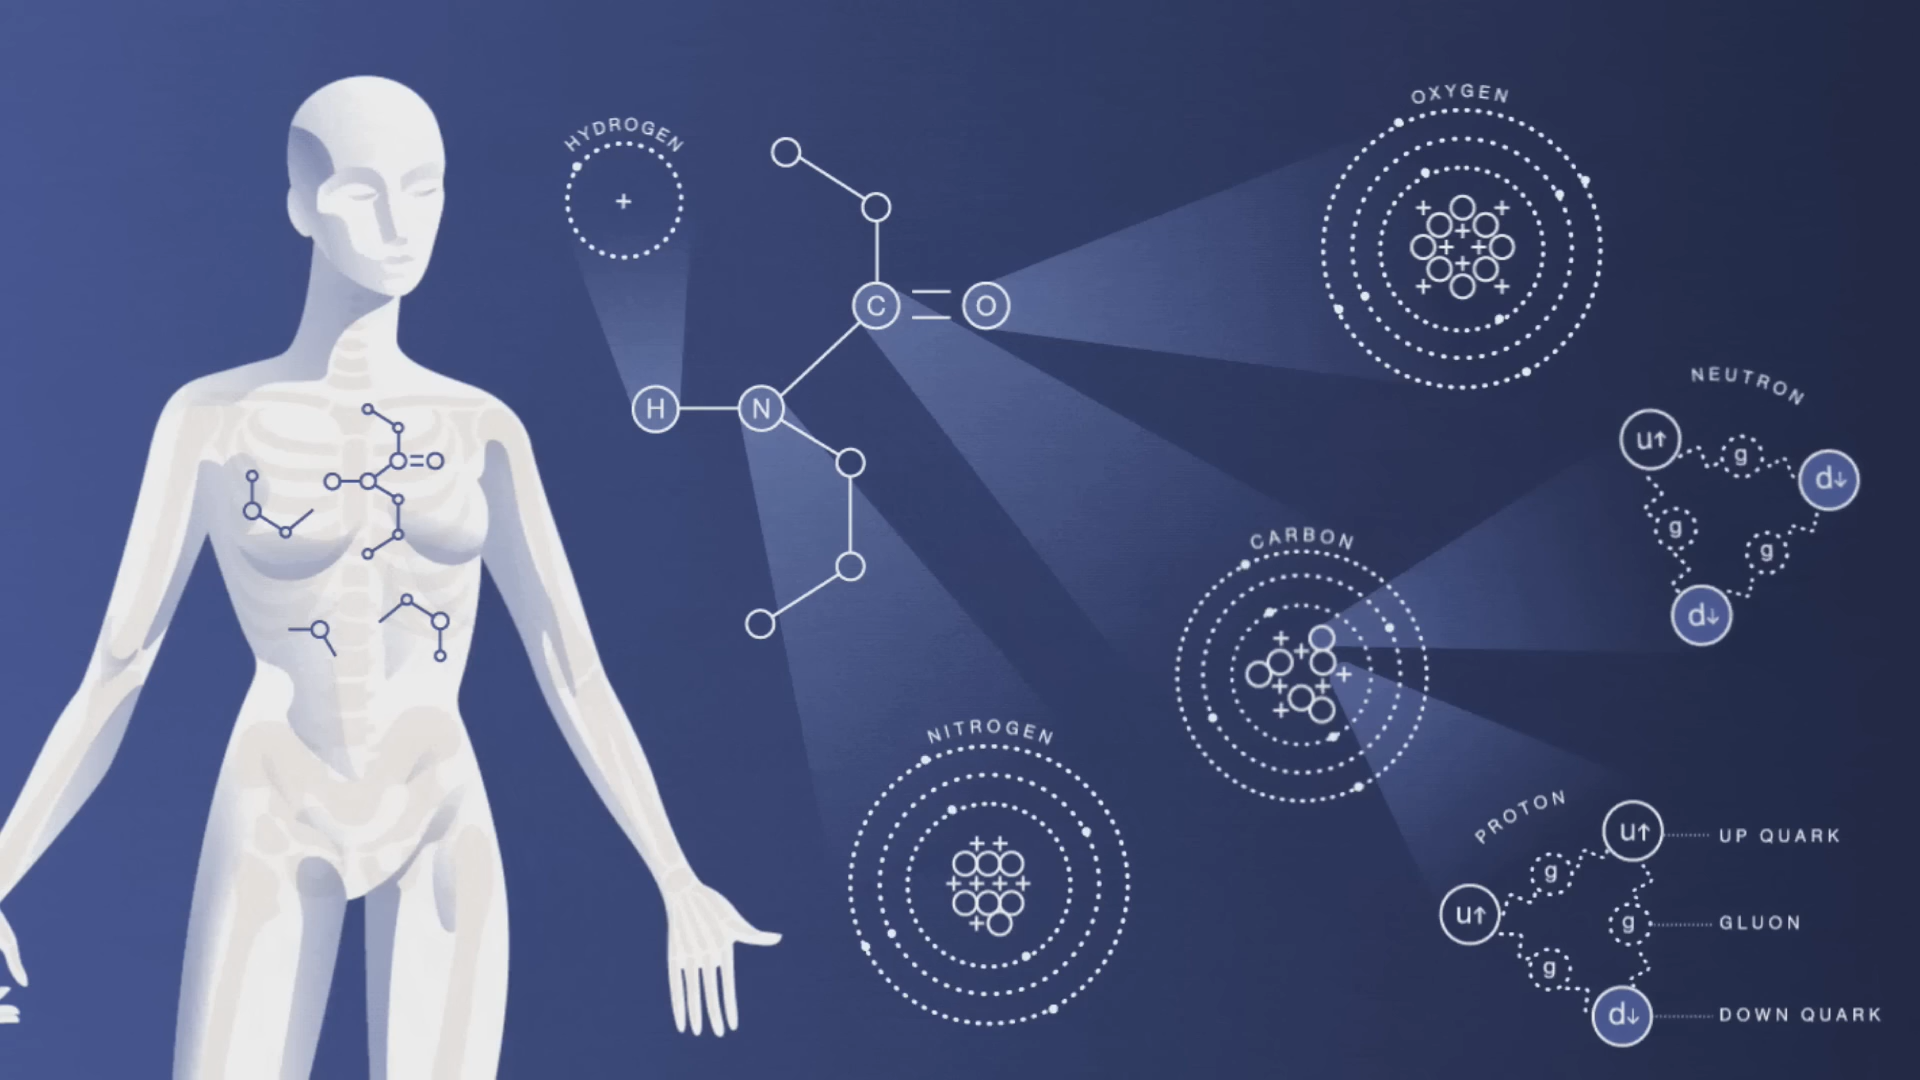 HYDROGEN
+
OXYGEN
C
O
H
N
NEUTRON
u↑
g
d↓
g
g
d↓
CARBON
NITROGEN
PROTON
u↑
UP QUARK
g
u↑
g
GLUON
g
d↓
DOWN QUARK